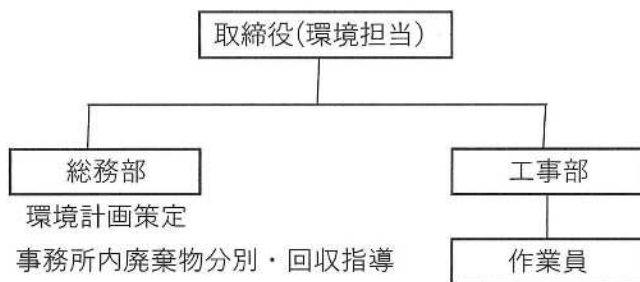 取締役(環境担当)
総務部
工事部
環境計画策定
事務所内廃棄物分別・回収指導
作業員